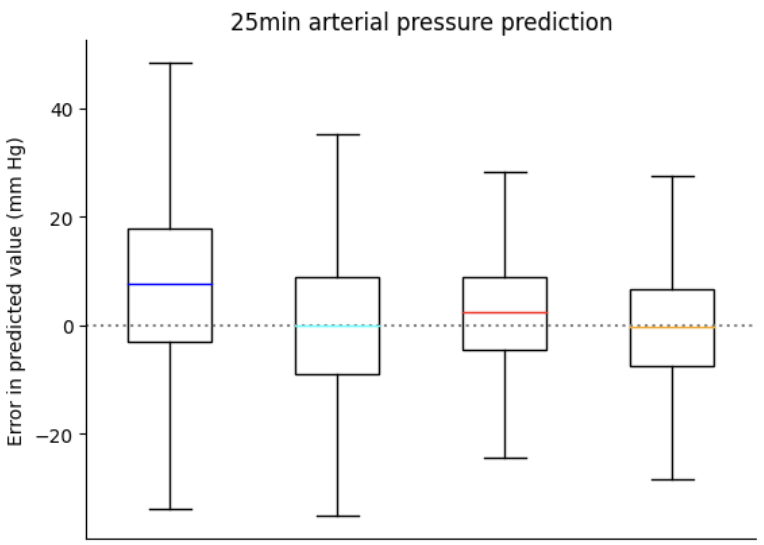 25min arterial pressure prediction
Error in predicted value (mm Hg)
40
20
0
−20